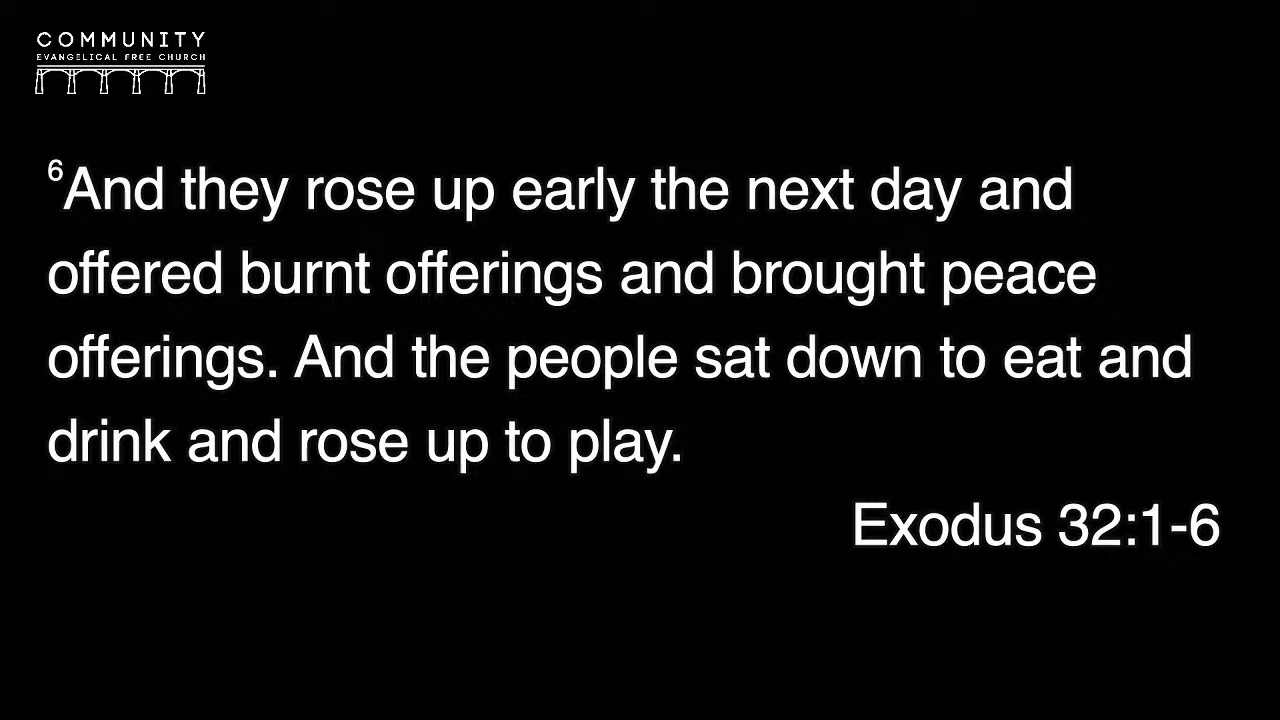 COMMUNITY
EVANGELICAL FREE CHURCH
6And they rose up early the next day and
offered burnt offerings and brought peace
offerings. And the people sat down to eat and
drink and rose up to play.
Exodus 32:1-6